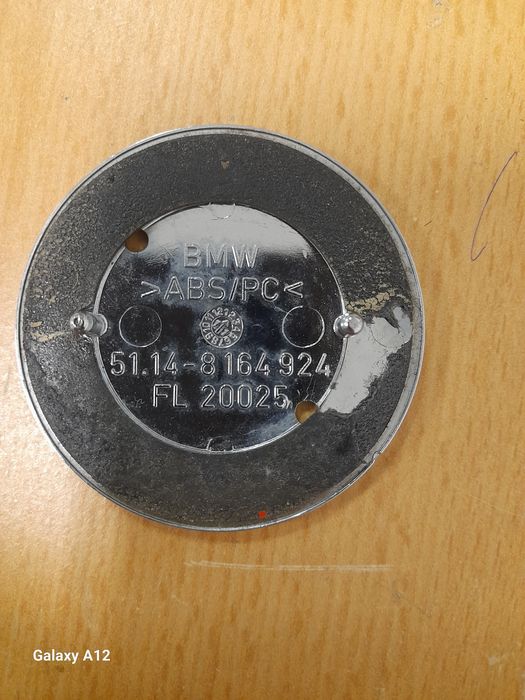 BMW
>ABS/PC<
51.14-8 164 924
FL 20025
Galaxy A12